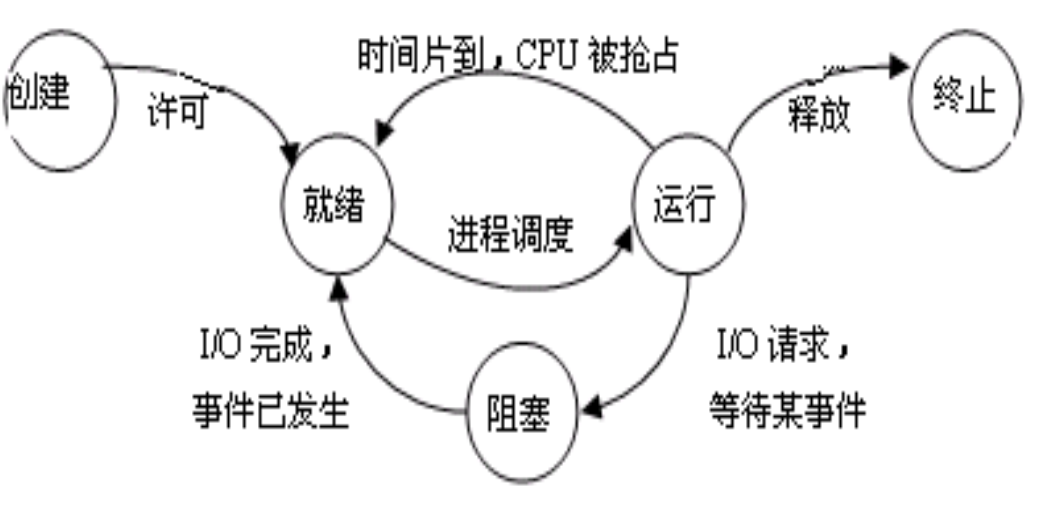 时间片到，CPU 被抢占
创建
许可
释放
终止
就绪
进程调度
运行
I/O 完成，
事件已发生
阻塞
I/O 请求，
等待某事件